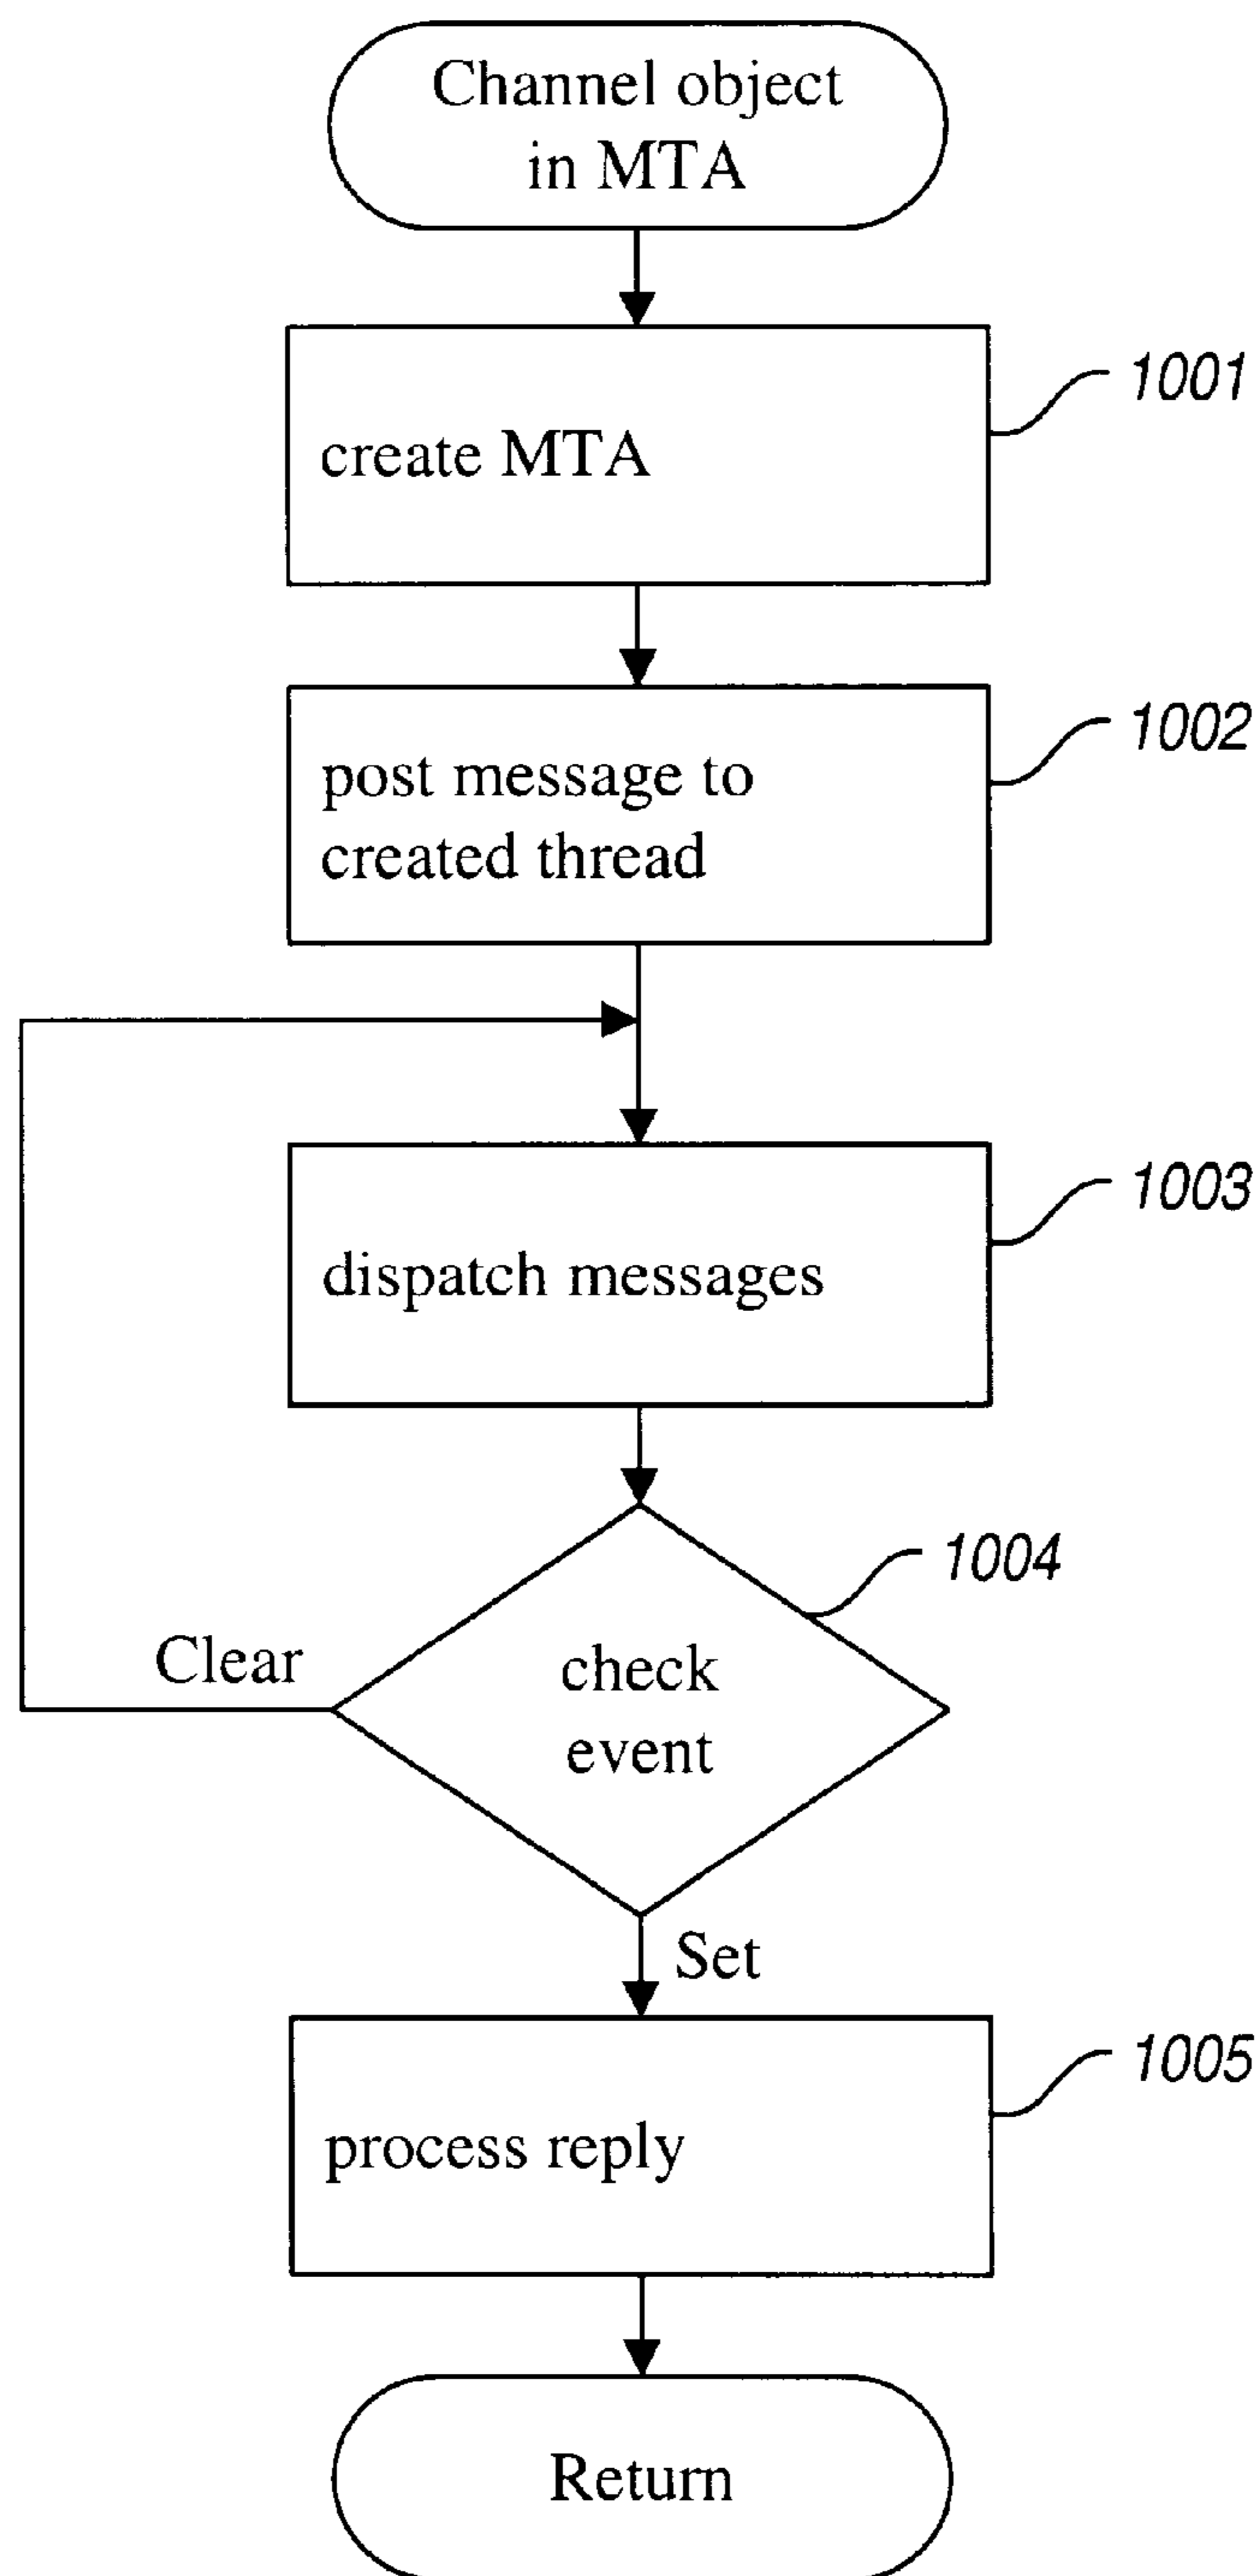 Channel object
in MTA
create MTA
1001
post message to
created thread
1002
dispatch messages
1003
check
event
1004
Clear
Set
process reply
1005
Return